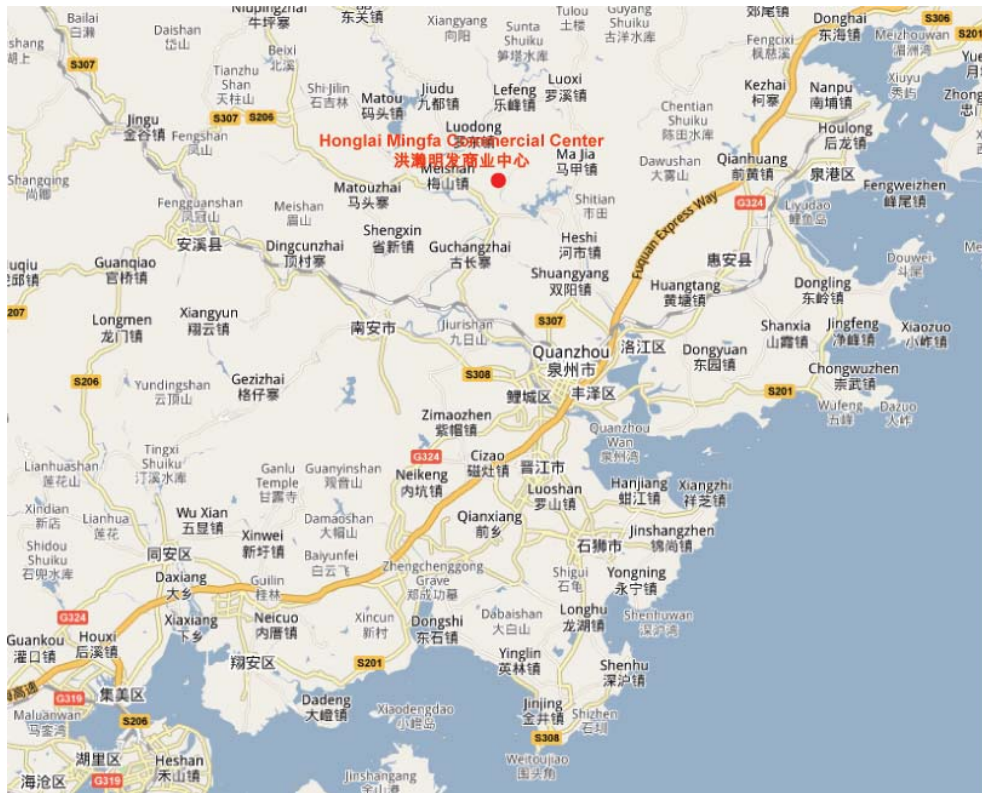 Bailai
白濑
Niupingzhai
牛坪寨
东关镇
Xiangyang
向阳
Sunta
Shuiku
笋塔水库
Tulou
土楼
Guyang
Shuiku
古洋水库
郊尾镇
Donghai
东海镇
S306
Meizhouwan
湄洲湾
S201
shang
湖上
S307
Daishan
岱山
Beixi
北溪
Fengcixi
枫慈溪
Tianzhu
Shan
天柱山
Shi-Jilin
石吉林
Jiudu
九都镇
Lefeng
乐峰镇
Luoxi
罗溪镇
Kezhai
柯寨
Nanpu
南埔镇
Xiuyu
秀屿
Matou
码头镇
Jingu
金谷镇
S307
S206
Fengshan
凤山
Luodong
Chentian
Shuiku
陈田水库
Houlong
后龙镇
Honglai Mingfa Commercial Center
洪瀨明发商业中心
Meishan
梅山镇
Ma Jia
马甲镇
Dawushan
大雾山
Qianhuang
前黄镇
泉港区
Shangqing
尚卿
Matouzhai
马头寨
Fengweizhen
峰尾镇
Shitian
市田
G324
Liyudao
鲤鱼岛
Fengguanshan
凤冠山
Meishan
眉山
安溪县
Shengxin
省新镇
Fuquan Express Way
Dingcunzhai
顶村寨
Guchangzhai
古长寨
Heshi
河市镇
Douwei
斗尾
Guanqiao
官桥镇
惠安县
Shuangyang
双阳镇
Huangtang
黄塘镇
Dongling
东岭镇
207
Longmen
龙门镇
Xiangyun
翔云镇
南安市
Jiurishan
九日山
S307
Shanxia
山霞镇
Jingfeng
净峰镇
Xiaozuo
小岞镇
Quanzhou
泉州市
洛江区
Dongyuan
东园镇
Chongwuzhen
崇武镇
S206
Yundingshan
云顶山
Gezizhai
格仔寨
S308
鲤城区
丰泽区
S201
Wufeng
五峰
Dazuo
大岞
Zimaozhen
紫帽镇
Quanzhou
Wan
泉州湾
Tingxi
Shuiku
汀溪水库
G324
Cizao
磁灶镇
晋江市
Lianhuashan
莲花山
Ganlu
Temple
甘露寺
Guanyinshan
观音山
Neikeng
内坑镇
Hanjiang
蚶江镇
Xiangzhi
祥芝镇
Luoshan
罗山镇
Xindian
新店
Lianhua
莲花
Wu Xian
五显镇
Damaoshan
大帽山
Qianxiang
前乡
Xinwei
新圩镇
Jinshangzhen
锦尚镇
石狮市
Shidou
Shuiku
石兜水库
同安区
Baiyunfei
白云飞
Zhengchenggong
Grave
郑成功墓
Shigui
石龟
Yongning
永宁镇
Daxiang
大乡
Guilin
桂林
G324
Xiaxiang
下乡
Neicuo
内厝镇
Xincun
新村
Dongshi
东石镇
Dabaishan
大白山
Longhu
龙湖镇
Shenhuwan
深沪湾
Guankou
灌口镇
Houxi
后溪镇
翔安区
S201
Yinglin
英林镇
Shenhu
深沪镇
高速
G319
集美区
Dadeng
大嶝镇
Xiaodengdao
小嶝岛
Jinjing
金井镇
Shizhen
石圳
Maluanwan
马銮湾
S206
S308
Weitoujiao
围头角
湖里区
Heshan
禾山镇
海沧区
G319
Jinshangang
金山港